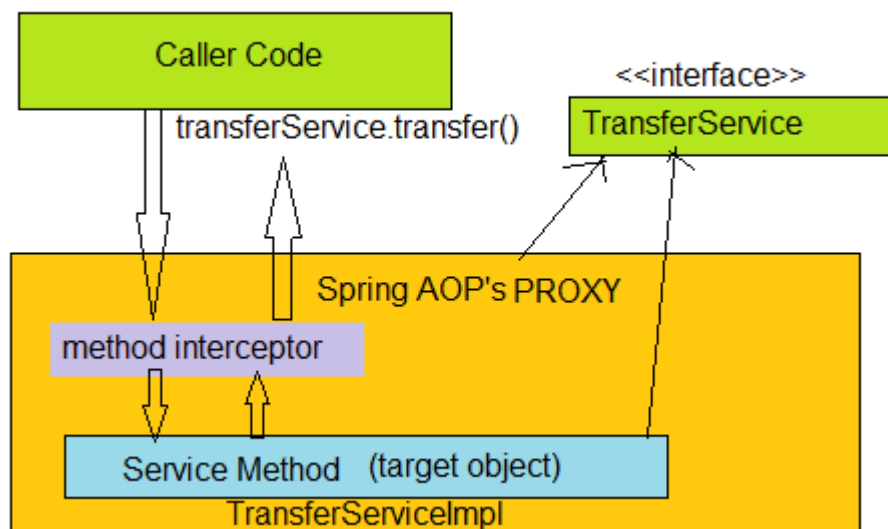 Caller Code
<<interface>>
transferService.transfer()
TransferService
Spring AOP's PROXY
method interceptor
Service Method (target object)
TransferServiceImpl